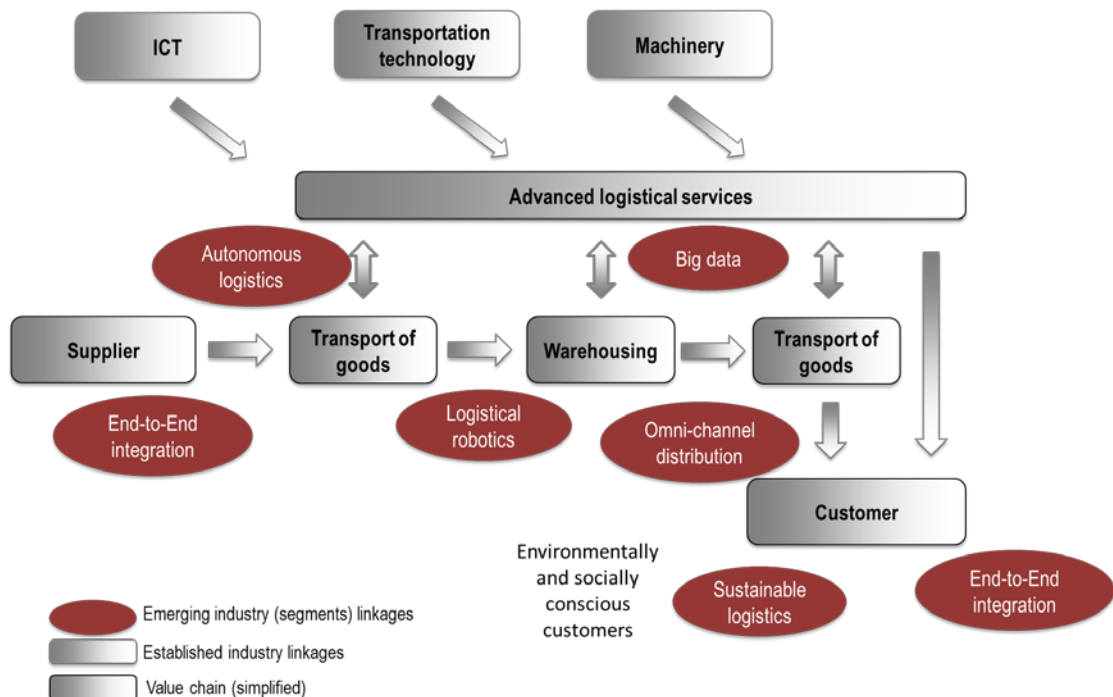 ICT
Transportation
technology
Machinery
Advanced logistical services
Autonomous
logistics
Big data
Supplier
Transport of
goods
Warehousing
Transport of
goods
End-to-End
integration
Logistical
robotics
Omni-channel
distribution
Customer
Environmentally
and socially
conscious
customers
Sustainable
logistics
End-to-End
integration
Emerging industry (segments) linkages
Established industry linkages
Value chain (simplified)